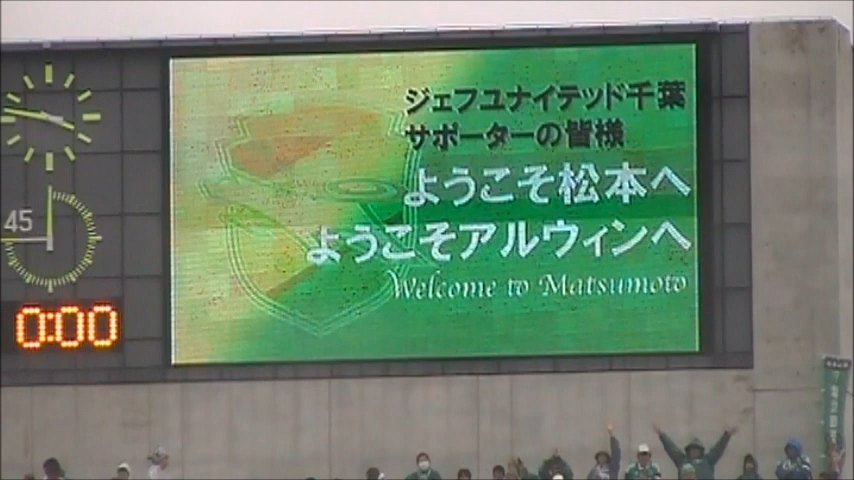 ジェフユナイテッド千葉
サポーターの皆様
ようこそ松本へ
ようこそアルウィンへ
Welcome to Matsumoto
45
0:00